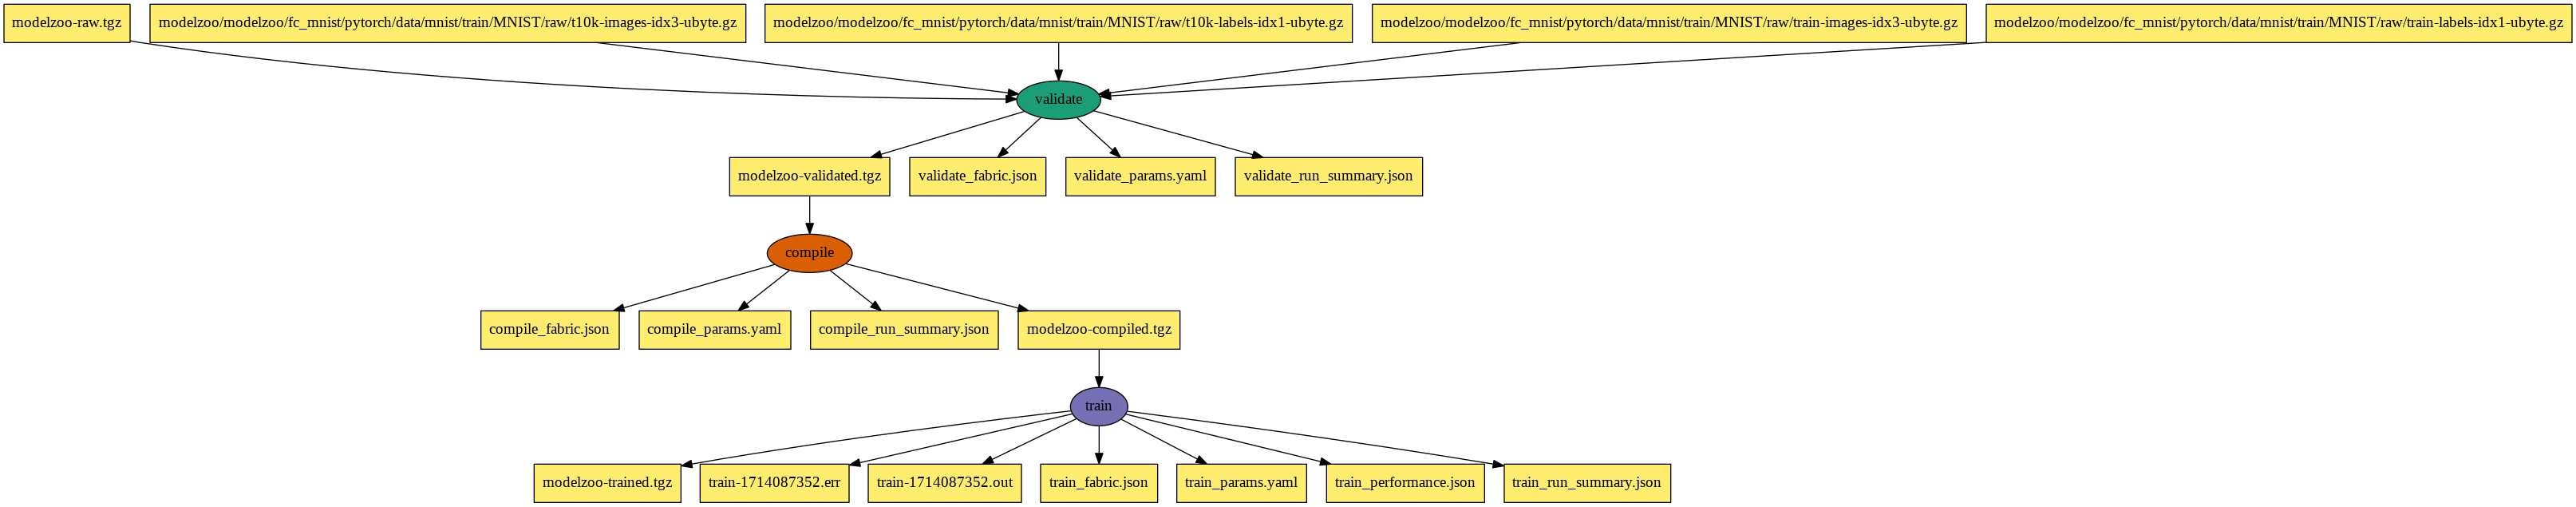 modelzoo-raw.tgz
modelzoo/modelzoo/fc_mnist/pytorch/data/mnist/train/MNIST/raw/t10k-images-idx3-ubyte.gz
modelzoo/modelzoo/fc_mnist/pytorch/data/mnist/train/MNIST/raw/t10k-labels-idx1-ubyte.gz
modelzoo/modelzoo/fc_mnist/pytorch/data/mnist/train/MNIST/raw/train-images-idx3-ubyte.gz
modelzoo/modelzoo/fc_mnist/pytorch/data/mnist/train/MNIST/raw/train-labels-idx1-ubyte.gz
validate
modelzoo-validated.tgz
validate_fabric.json
validate_params.yaml
validate_run_summary.json
compile
compile_fabric.json
compile_params.yaml
compile_run_summary.json
modelzoo-compiled.tgz
train
modelzoo-trained.tgz
train-1714087352.err
train-1714087352.out
train_fabric.json
train_params.yaml
train_performance.json
train_run_summary.json